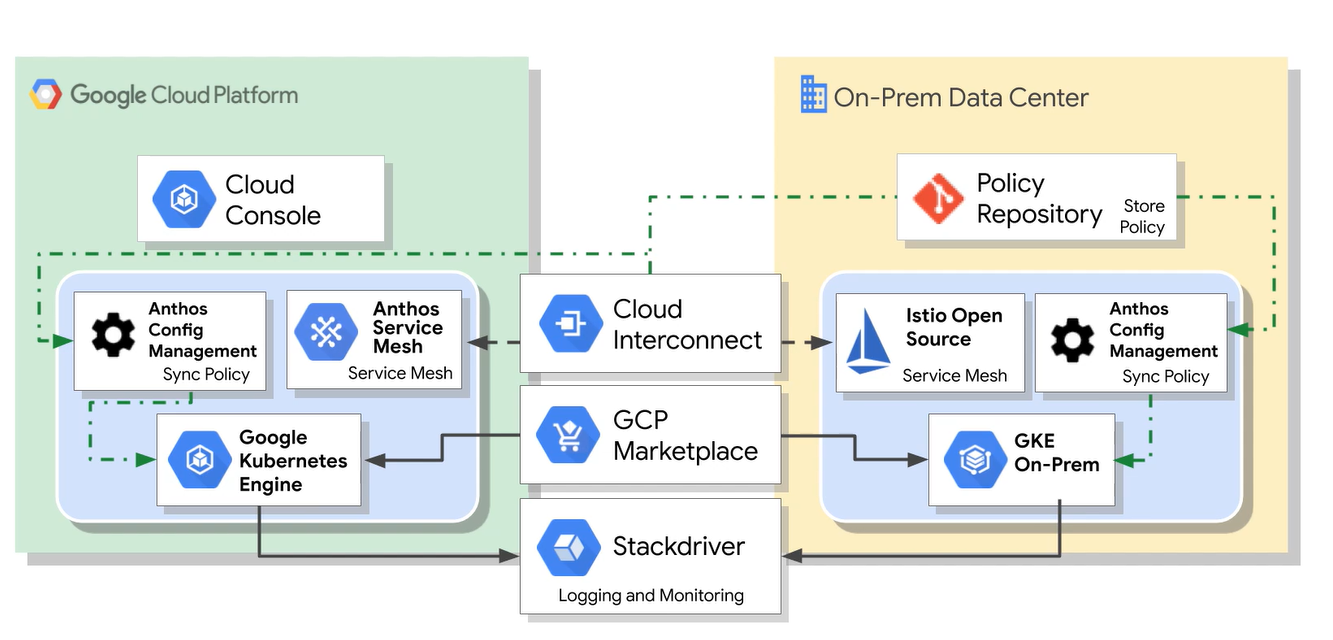 Google Cloud Platform
On-Prem Data Center
Cloud
Console
Policy
Repository
Store
Policy
Anthos
Config
Management
Sync Policy
Anthos
Service
Mesh
Service Mesh
Cloud
Interconnect
Istio Open
Source
Service Mesh
Anthos
Config
Management
Sync Policy
Google
Kubernetes
Engine
GCP
Marketplace
GKE
On-Prem
Stackdriver
Logging and Monitoring